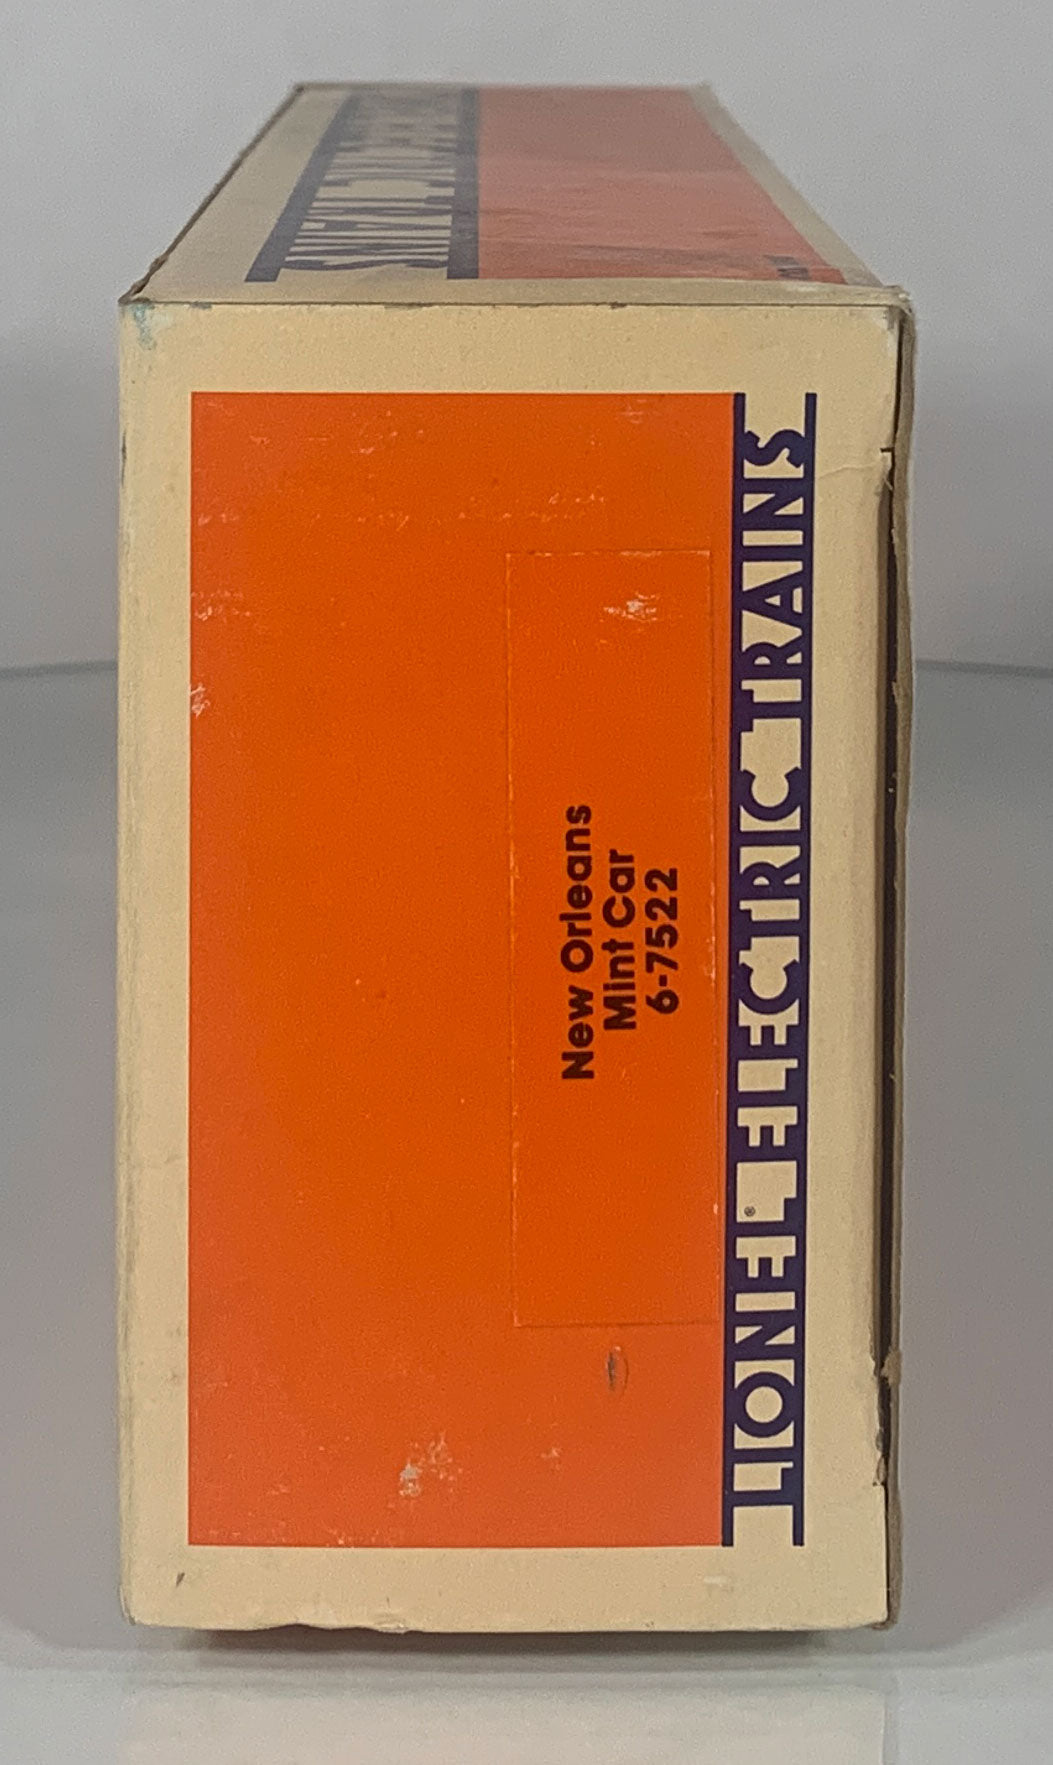 New Orleans
Mint Car
6-7522
LIONEL® ELECTRIC TRAINS